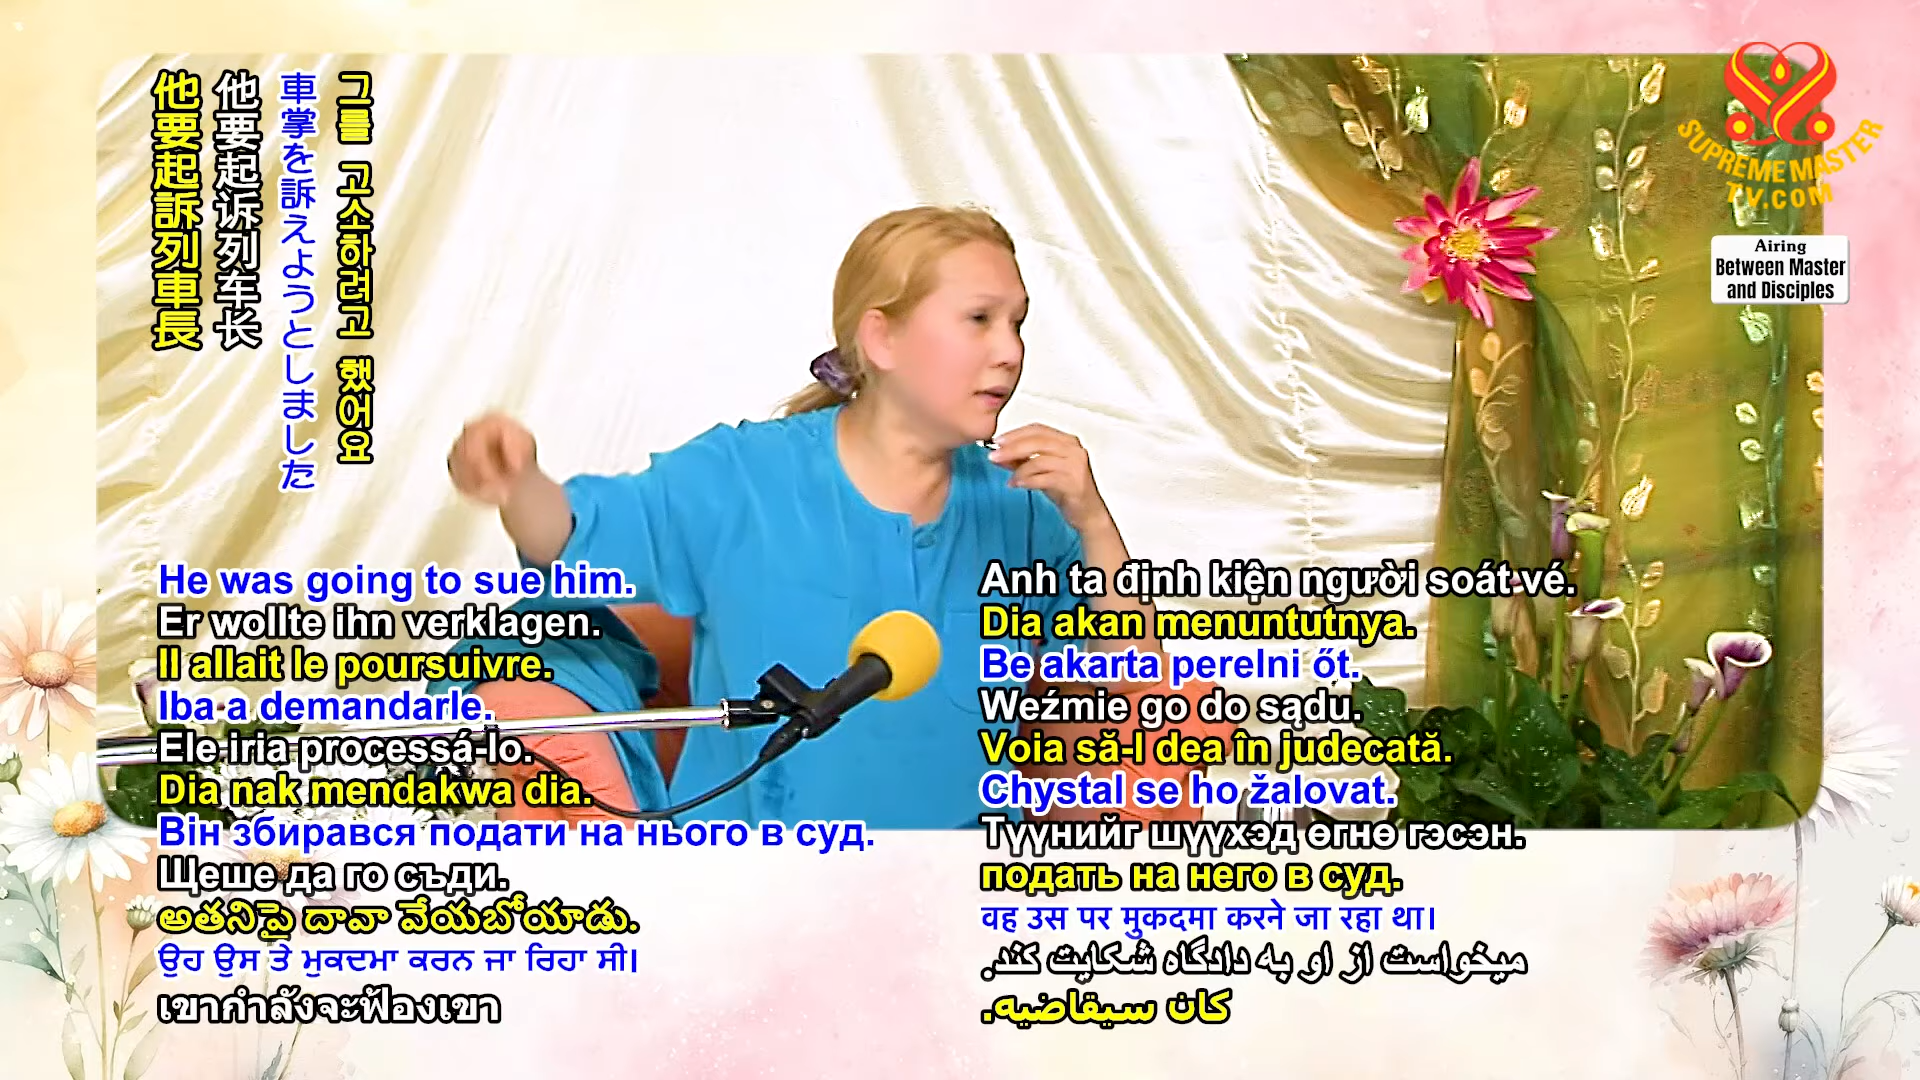 他要起訴列車長
他要起诉列车长
車掌を訴えようとしました
그를 고소하려고 했어요
SUPREME MASTER
TV.COM
Airing
Between Master
and Disciples
He was going to sue him.
Er wollte ihn verklagen.
Il allait le poursuivre.
Iba a demandarle.
Ele iria processá-lo.
Dia nak mendakwa dia.
Він збирався подати на нього в суд.
Щеше да го съди.
అతనిపై దావా వేయబోయాడు.
ਉਹ ਉਸ ਤੇ ਮੁਕਦਮਾ ਕਰਨ ਜਾ ਰਿਹਾ ਸੀ।
เขากำลังจะฟ้องเขา
Anh ta định kiện người soát vé.
Dia akan menuntutnya.
Be akarta perelni őt.
Weźmie go do sądu.
Voia să-l dea în judecată.
Chystal se ho žalovat.
Түүнийг шүүхэд өгнө гэсэн.
подать на него в суд.
वह उस पर मुकदमा करने जा रहा था।
میخواست از او به دادگاه شکایت کند.
كان سيقاضيه.